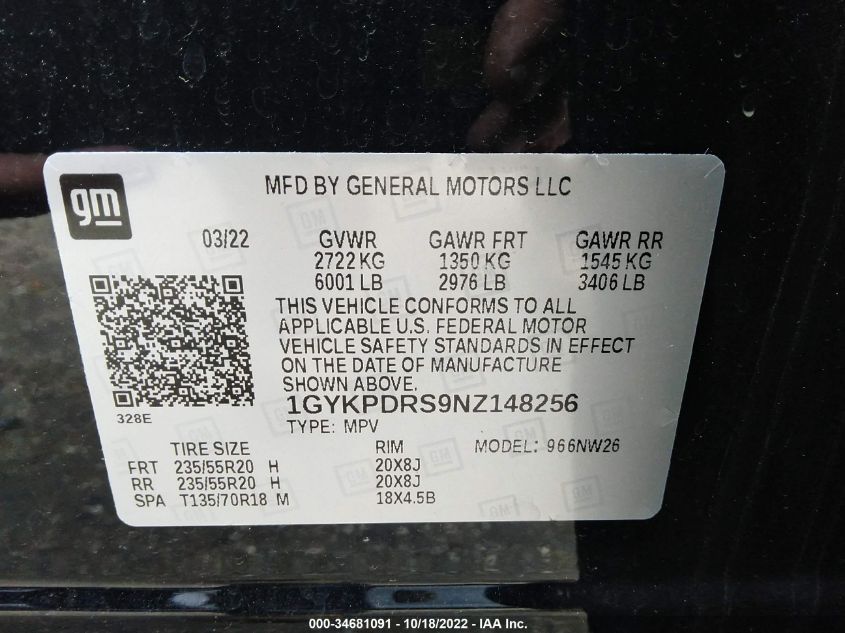 gm
MFD BY GENERAL MOTORS LLC
03/22 GVWR GAWR FRT GAWR RR
2722 KG 1350 KG 1545 KG
6001 LB 2976 LB 3406 LB
THIS VEHICLE CONFORMS TO ALL
APPLICABLE U.S. FEDERAL MOTOR
VEHICLE SAFETY STANDARDS IN EFFECT
ON THE DATE OF MANUFACTURE
SHOWN ABOVE.
328E
1GYKPDRS9NZ148256
TYPE: MPV
TIRE SIZE RIM MODEL: 966NW26
FRT 235/55R20 H 20X8J
RR 235/55R20 H 20X8J
SPA T135/70R18 M 18X4.5B
000-34681091 - 10/18/2022 - IAA Inc.